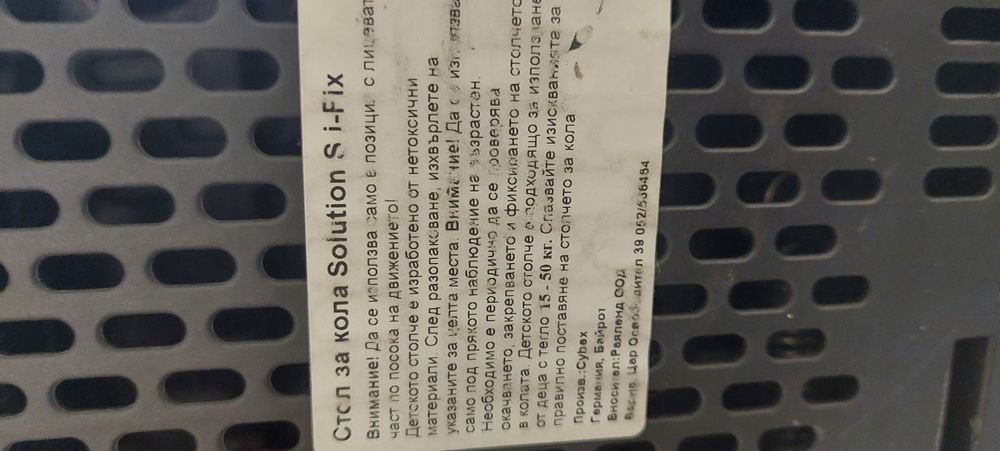 Стол за кола Solution S i-Fix
Внимание! Да се използва само в позиция с лицеват
част по посока на движението!
Детското столче е изработено от нетоксични
материали. След разопаковане, изхвърлете на
указаните за целта места. Внимание! Да се използва
само под прякото наблюдение на възрастен.
Необходимо е периодично да се проверява
окачването, закрепването и фиксирането на столчето
в колата. Детското столче е подходящо за използване
от деца с тегло 15 - 50 кг. Спазвайте изискванията за
правилно поставяне на столчето за кола
Произв.:Cybex
Германия, Байрот
Вносител:Раяленд ООД
Варна, Цар Освободител 39 052/